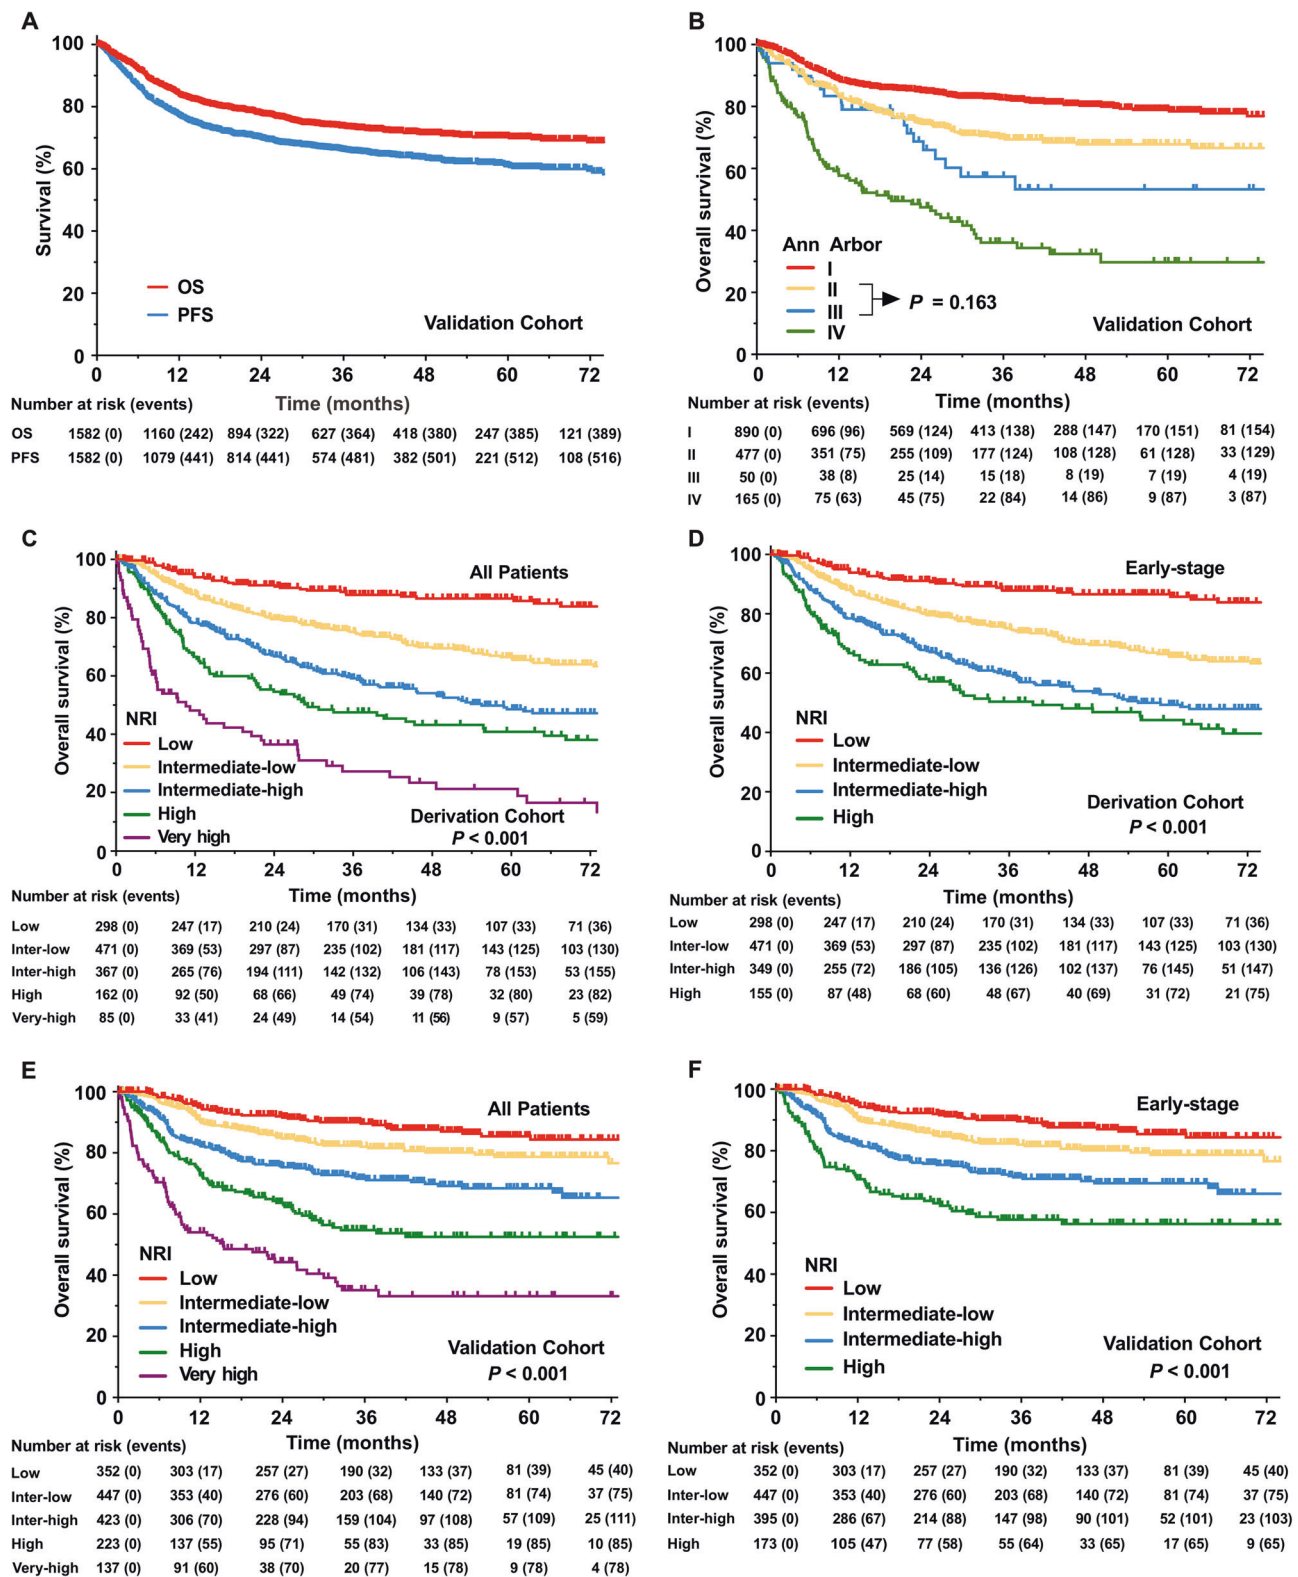 A
100
80
60
40
20
0
Survival (%)
OS
PFS
Validation Cohort
0 12 24 36 48 60 72
Number at risk (events) Time (months)
OS 1582 (0) 1160 (242) 894 (322) 627 (364) 418 (380) 247 (385) 121 (389)
PFS 1582 (0) 1079 (441) 814 (441) 574 (481) 382 (501) 221 (512) 108 (516)
B
100
80
60
40
20
0
Overall survival (%)
Ann Arbor
I
II
III
IV
P = 0.163
Validation Cohort
0 12 24 36 48 60 72
Number at risk (events) Time (months)
I 890 (0) 696 (96) 569 (124) 413 (138) 288 (147) 170 (151) 81 (154)
II 477 (0) 351 (75) 255 (109) 177 (124) 108 (128) 61 (128) 33 (129)
III 50 (0) 38 (8) 25 (14) 15 (18) 8 (19) 7 (19) 4 (19)
IV 165 (0) 75 (63) 45 (75) 22 (84) 14 (86) 9 (87) 3 (87)
C
100
80
60
40
20
0
Overall survival (%)
All Patients
NRI
Low
Intermediate-low
Intermediate-high
High
Very high
Derivation Cohort
P < 0.001
0 12 24 36 48 60 72
Number at risk (events) Time (months)
Low 298 (0) 247 (17) 210 (24) 170 (31) 134 (33) 107 (33) 71 (36)
Inter-low 471 (0) 369 (53) 297 (87) 235 (102) 181 (117) 143 (125) 103 (130)
Inter-high 367 (0) 265 (76) 194 (111) 142 (132) 106 (143) 78 (153) 53 (155)
High 162 (0) 92 (50) 68 (66) 49 (74) 39 (78) 32 (80) 23 (82)
Very-high 85 (0) 33 (41) 24 (49) 14 (54) 11 (56) 9 (57) 5 (59)
D
100
80
60
40
20
0
Overall survival (%)
Early-stage
NRI
Low
Intermediate-low
Intermediate-high
High
Derivation Cohort
P < 0.001
0 12 24 36 48 60 72
Number at risk (events) Time (months)
Low 298 (0) 247 (17) 210 (24) 170 (31) 134 (33) 107 (33) 71 (36)
Inter-low 471 (0) 369 (53) 297 (87) 235 (102) 181 (117) 143 (125) 103 (130)
Inter-high 349 (0) 255 (72) 186 (105) 136 (126) 102 (137) 76 (145) 51 (147)
High 155 (0) 87 (48) 68 (60) 48 (67) 40 (69) 31 (72) 21 (75)
E
100
80
60
40
20
0
Overall survival (%)
All Patients
NRI
Low
Intermediate-low
Intermediate-high
High
Very high
Validation Cohort
P < 0.001
0 12 24 36 48 60 72
Number at risk (events) Time (months)
Low 352 (0) 303 (17) 257 (27) 190 (32) 133 (37) 81 (39) 45 (40)
Inter-low 447 (0) 353 (40) 276 (60) 203 (68) 140 (72) 81 (74) 37 (75)
Inter-high 423 (0) 306 (70) 228 (94) 159 (104) 97 (108) 57 (109) 25 (111)
High 223 (0) 137 (55) 95 (71) 55 (83) 33 (85) 19 (85) 10 (85)
Very-high 137 (0) 91 (60) 38 (70) 20 (77) 15 (78) 9 (78) 4 (78)
F
100
80
60
40
20
0
Overall survival (%)
Early-stage
NRI
Low
Intermediate-low
Intermediate-high
High
Validation Cohort
P < 0.001
0 12 24 36 48 60 72
Number at risk (events) Time (months)
Low 352 (0) 303 (17) 257 (27) 190 (32) 133 (37) 81 (39) 45 (40)
Inter-low 447 (0) 353 (40) 276 (60) 203 (68) 140 (72) 81 (74) 37 (75)
Inter-high 395 (0) 286 (67) 214 (88) 147 (98) 90 (101) 52 (101) 23 (103)
High 173 (0) 105 (47) 77 (58) 55 (64) 33 (65) 17 (65) 9 (65)